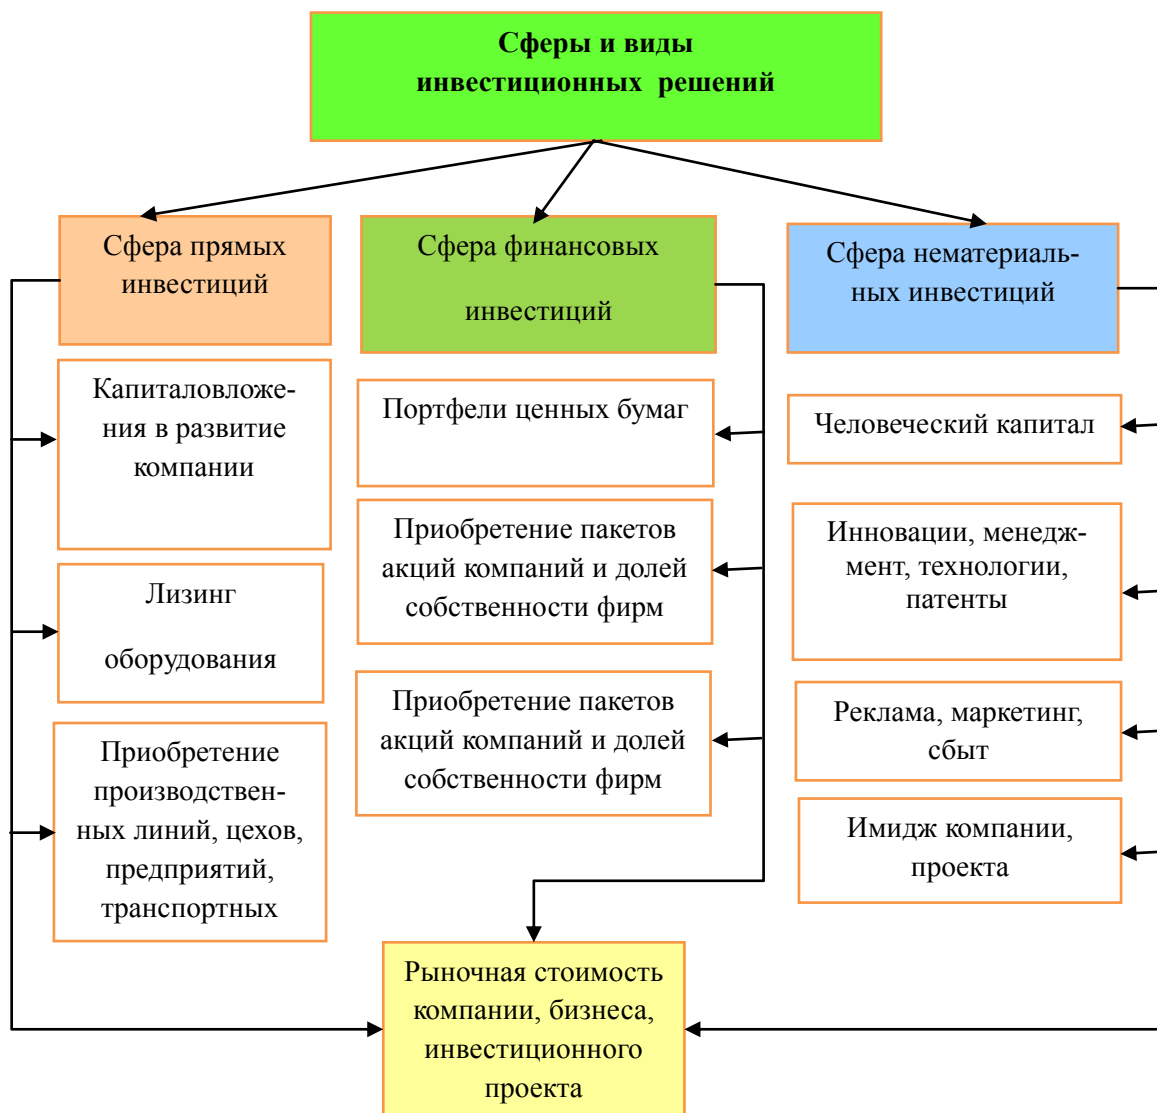 Сферы и виды
инвестиционных решений
Сфера прямых
инвестиций
Сфера финансовых
инвестиций
Сфера нематериаль-
ных инвестиций
Капиталовложе-
ния в развитие
компании
Лизинг
оборудования
Приобретение
производствен-
ных линий, цехов,
предприятий,
транспортных
Портфели ценных бумаг
Приобретение пакетов
акций компаний и долей
собственности фирм
Приобретение пакетов
акций компаний и долей
собственности фирм
Человеческий капитал
Инновации, менедж-
мент, технологии,
патенты
Реклама, маркетинг,
сбыт
Имидж компании,
проекта
Рыночная стоимость
компании, бизнеса,
инвестиционного
проекта